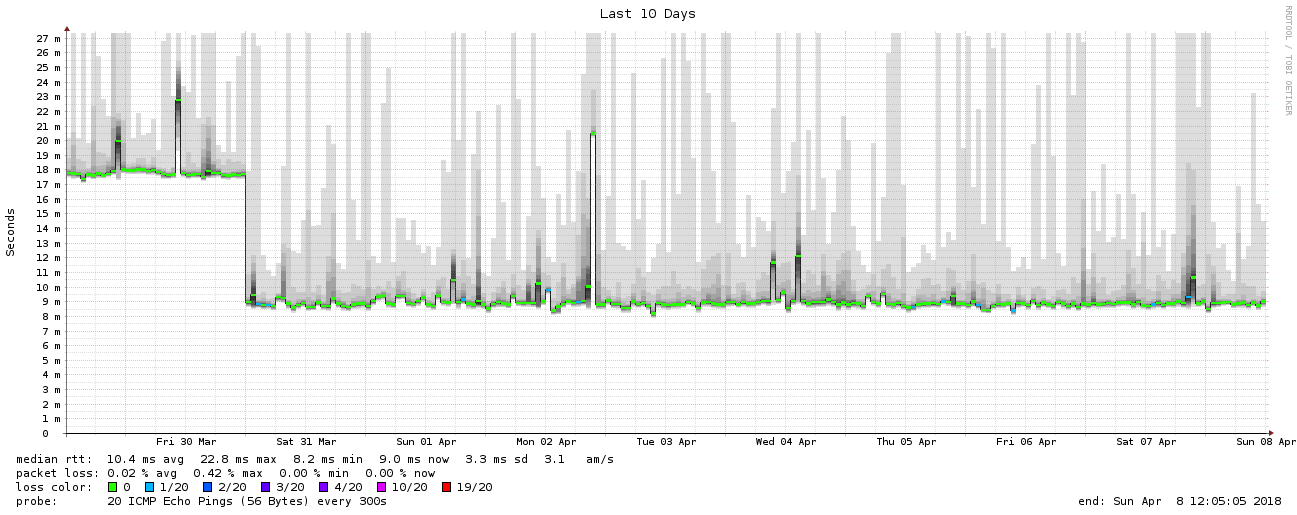 Last 10 Days
RRDTOOL / TOBI OETIKER
Seconds
27 m
26 m
25 m
24 m
23 m
22 m
21 m
20 m
19 m
18 m
17 m
16 m
15 m
14 m
13 m
12 m
11 m
10 m
9 m
8 m
7 m
6 m
5 m
4 m
3 m
2 m
1 m
0
Fri 30 Mar Sat 31 Mar Sun 01 Apr Mon 02 Apr Tue 03 Apr Wed 04 Apr Thu 05 Apr Fri 06 Apr Sat 07 Apr Sun 08 Apr
median rtt: 10.4 ms avg 22.8 ms max 8.2 ms min 9.0 ms now 3.3 ms sd 3.1 am/s
packet loss: 0.02 % avg 0.42 % max 0.00 % min 0.00 % now
loss color: 0 1/20 2/20 3/20 4/20 10/20 19/20
probe: 20 ICMP Echo Pings (56 Bytes) every 300s end: Sun Apr 8 12:05:05 2018